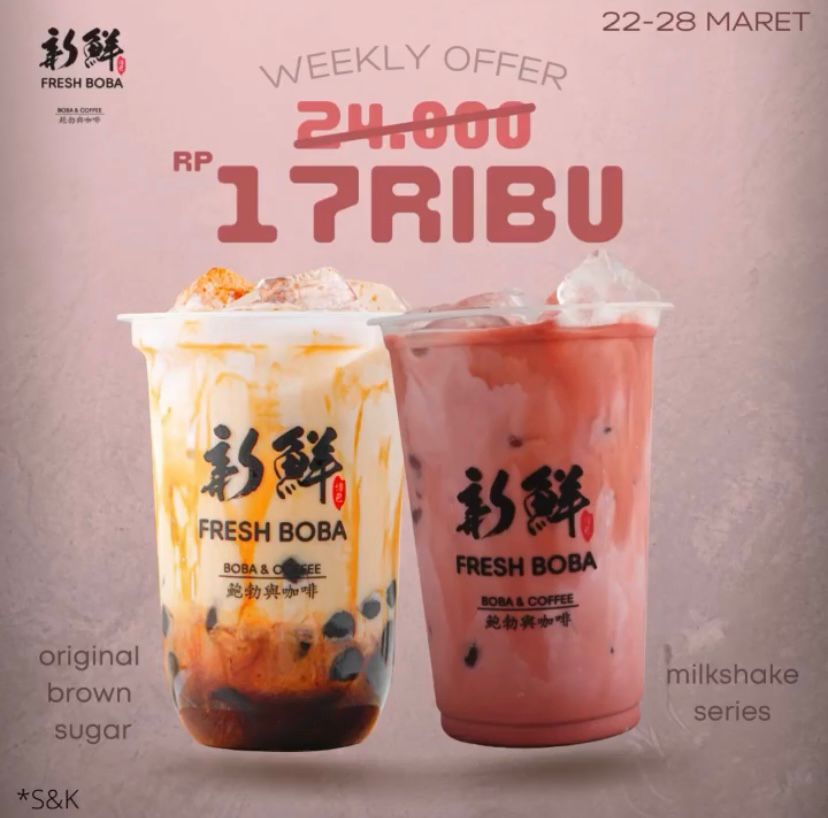 新鮮
FRESH BOBA
BOBA & COFFEE
鮑勃與咖啡
22-28 MARET
WEEKLY OFFER
24.000
RP
17RIBU
新鮮
FRESH BOBA
BOBA & COFFEE
鮑勃與咖啡
新鮮
FRESH BOBA
BOBA & COFFEE
鮑勃與咖啡
original
brown
sugar
milkshake
series
*S&K